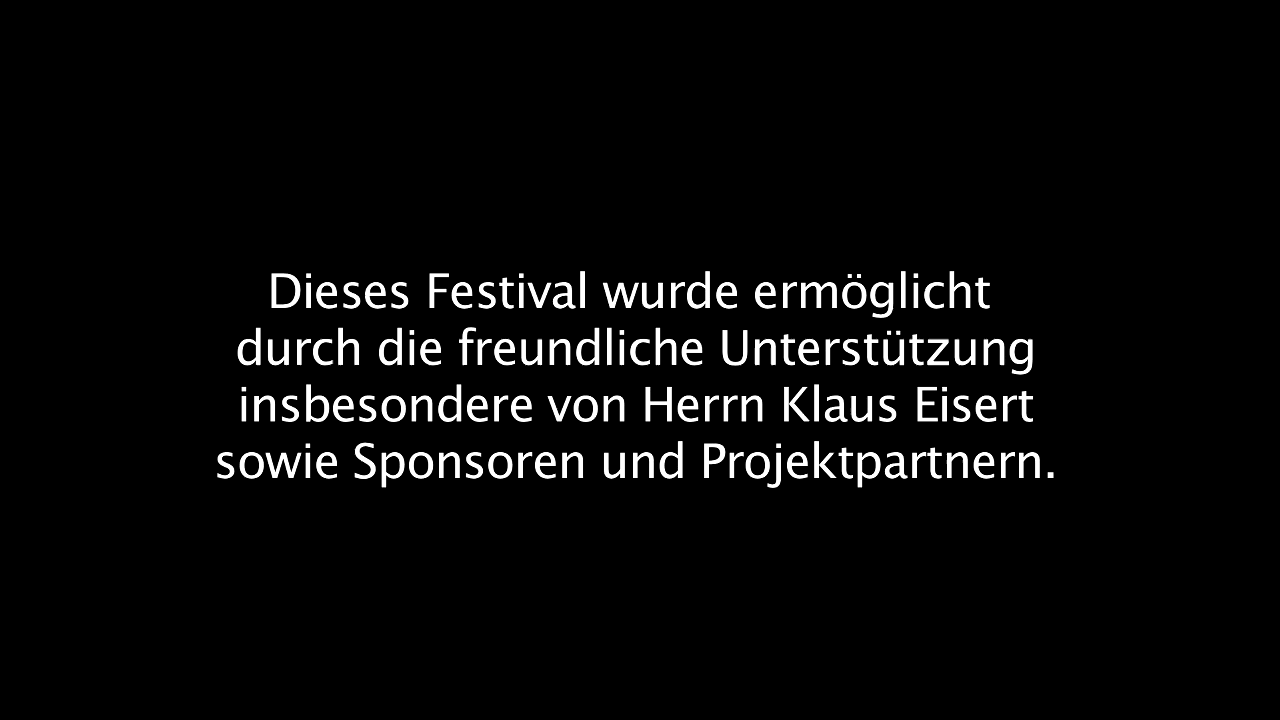 Dieses Festival wurde ermöglicht
durch die freundliche Unterstützung
insbesondere von Herrn Klaus Eisert
sowie Sponsoren und Projektpartnern.